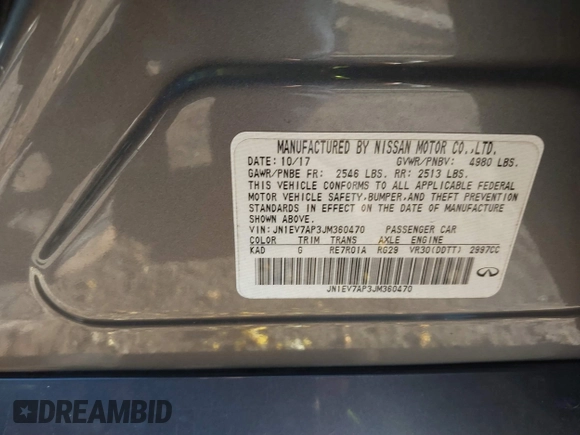 MANUFACTURED BY NISSAN MOTOR CO.,LTD.
DATE: 10/17 GVWR/PNBV: 4980 LBS.
GAWR/PNBE FR: 2546 LBS. RR: 2513 LBS.
THIS VEHICLE CONFORMS TO ALL APPLICABLE FEDERAL
MOTOR VEHICLE SAFETY,BUMPER,AND THEFT PREVENTION
STANDARDS IN EFFECT ON THE DATE OF MANUFACTURE
SHOWN ABOVE.
VIN: JN1EV7AP3JM360470 PASSENGER CAR
COLOR TRIM TRANS AXLE ENGINE
KAD G RE7R01A RG29 VR30(DDTT) 2997CC
JN1EV7AP3JM360470
DREAMBID